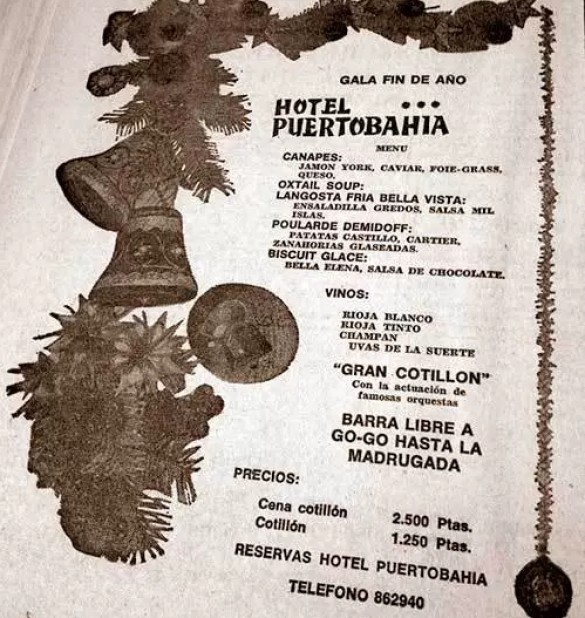 GALA FIN DE AÑO
HOTEL ***
PUERTOBAHIA
MENU
CANAPES:
JAMON YORK, CAVIAR, FOIE-GRASS,
QUESO.
OXTAIL SOUP:
LANGOSTA FRIA BELLA VISTA:
ENSALADILLA GREDOS, SALSA MIL
ISLAS.
POULARDE DEMIDOFF:
PATATAS CASTILLO, CARTIER,
ZANAHORIAS GLASEADAS.
BISCUIT GLACE:
BELLA ELENA, SALSA DE CHOCOLATE.
VINOS:
RIOJA BLANCO
RIOJA TINTO
CHAMPAN
UVAS DE LA SUERTE
"GRAN COTILLON"
Con la actuación de
famosas orquestas
BARRA LIBRE A
GO-GO HASTA LA
MADRUGADA
PRECIOS:
Cena cotillón 2.500 Ptas.
Cotillón 1.250 Ptas.
RESERVAS HOTEL PUERTOBAHIA
TELEFONO 862940